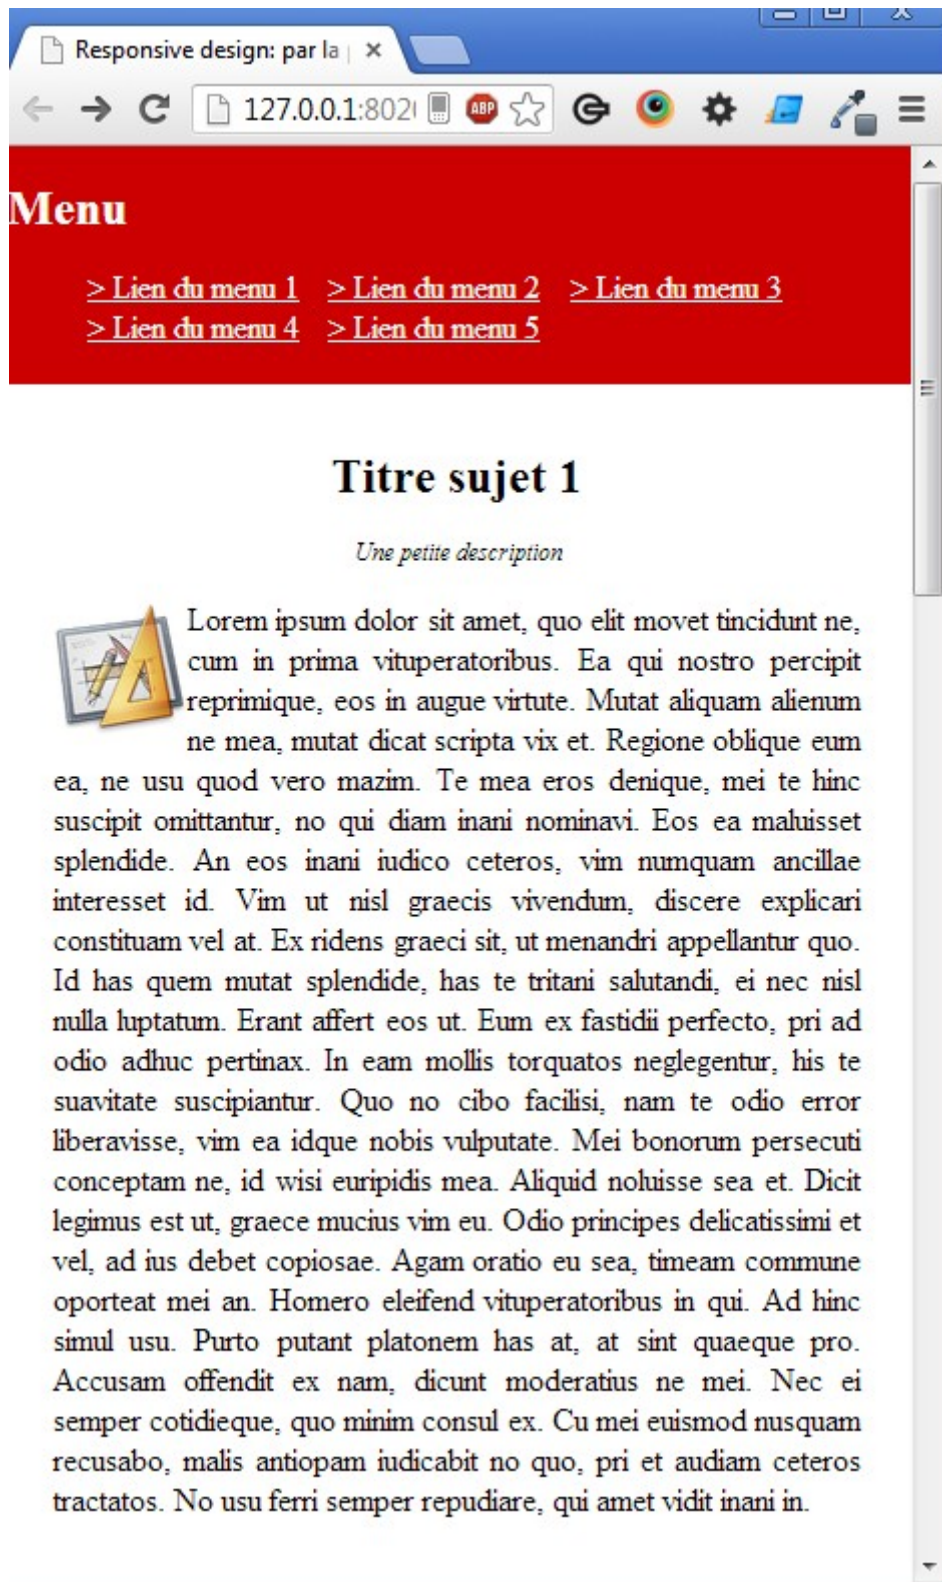 Responsive design: par la p
127.0.0.1:802
ABP
Menu
> Lien du menu 1 > Lien du menu 2 > Lien du menu 3
> Lien du menu 4 > Lien du menu 5
Titre sujet 1
Une petite description
Lorem ipsum dolor sit amet, quo elit movet tincidunt ne,
cum in prima vituperatoribus. Ea qui nostro percipit
reprimique, eos in augue virtute. Mutat aliquam alienum
ne mea, mutat dicat scripta vix et. Regione oblique eum
ea, ne usu quod vero mazim. Te mea eros denique, mei te hinc
suscipit omittantur, no qui diam inani nominavi. Eos ea maluisset
splendide. An eos inani iudico ceteros, vim numquam ancillae
interesset id. Vim ut nisl graecis vivendum, discere explicari
constituam vel at. Ex ridens graeci sit, ut menandri appellantur quo.
Id has quem mutat splendide, has te tritani salutandi, ei nec nisl
nulla luptatum. Erant affert eos ut. Eum ex fastidii perfecto, pri ad
odio adhuc pertinax. In eam mollis torquatos neglegentur, his te
suavitate suscipiantur. Quo no cibo facilisi, nam te odio error
liberavisse, vim ea idque nobis vulputate. Mei bonorum persecuti
conceptam ne, id wisi euripidis mea. Aliquid noluisse sea et. Dicit
legimus est ut, graece mucius vim eu. Odio principes delicatissimi et
vel, ad ius debet copiosae. Agam oratio eu sea, timeam commune
oporteat mei an. Homero eleifend vituperatoribus in qui. Ad hinc
simul usu. Purto putant platonem has at, at sint quaeque pro.
Accusam offendit ex nam, dicunt moderatius ne mei. Nec ei
semper cotidieque, quo minim consul ex. Cu mei euismod nusquam
recusabo, malis antiopam iudicabit no quo, pri et audiam ceteros
tractatos. No usu ferri semper repudiare, qui amet vidit inani in.